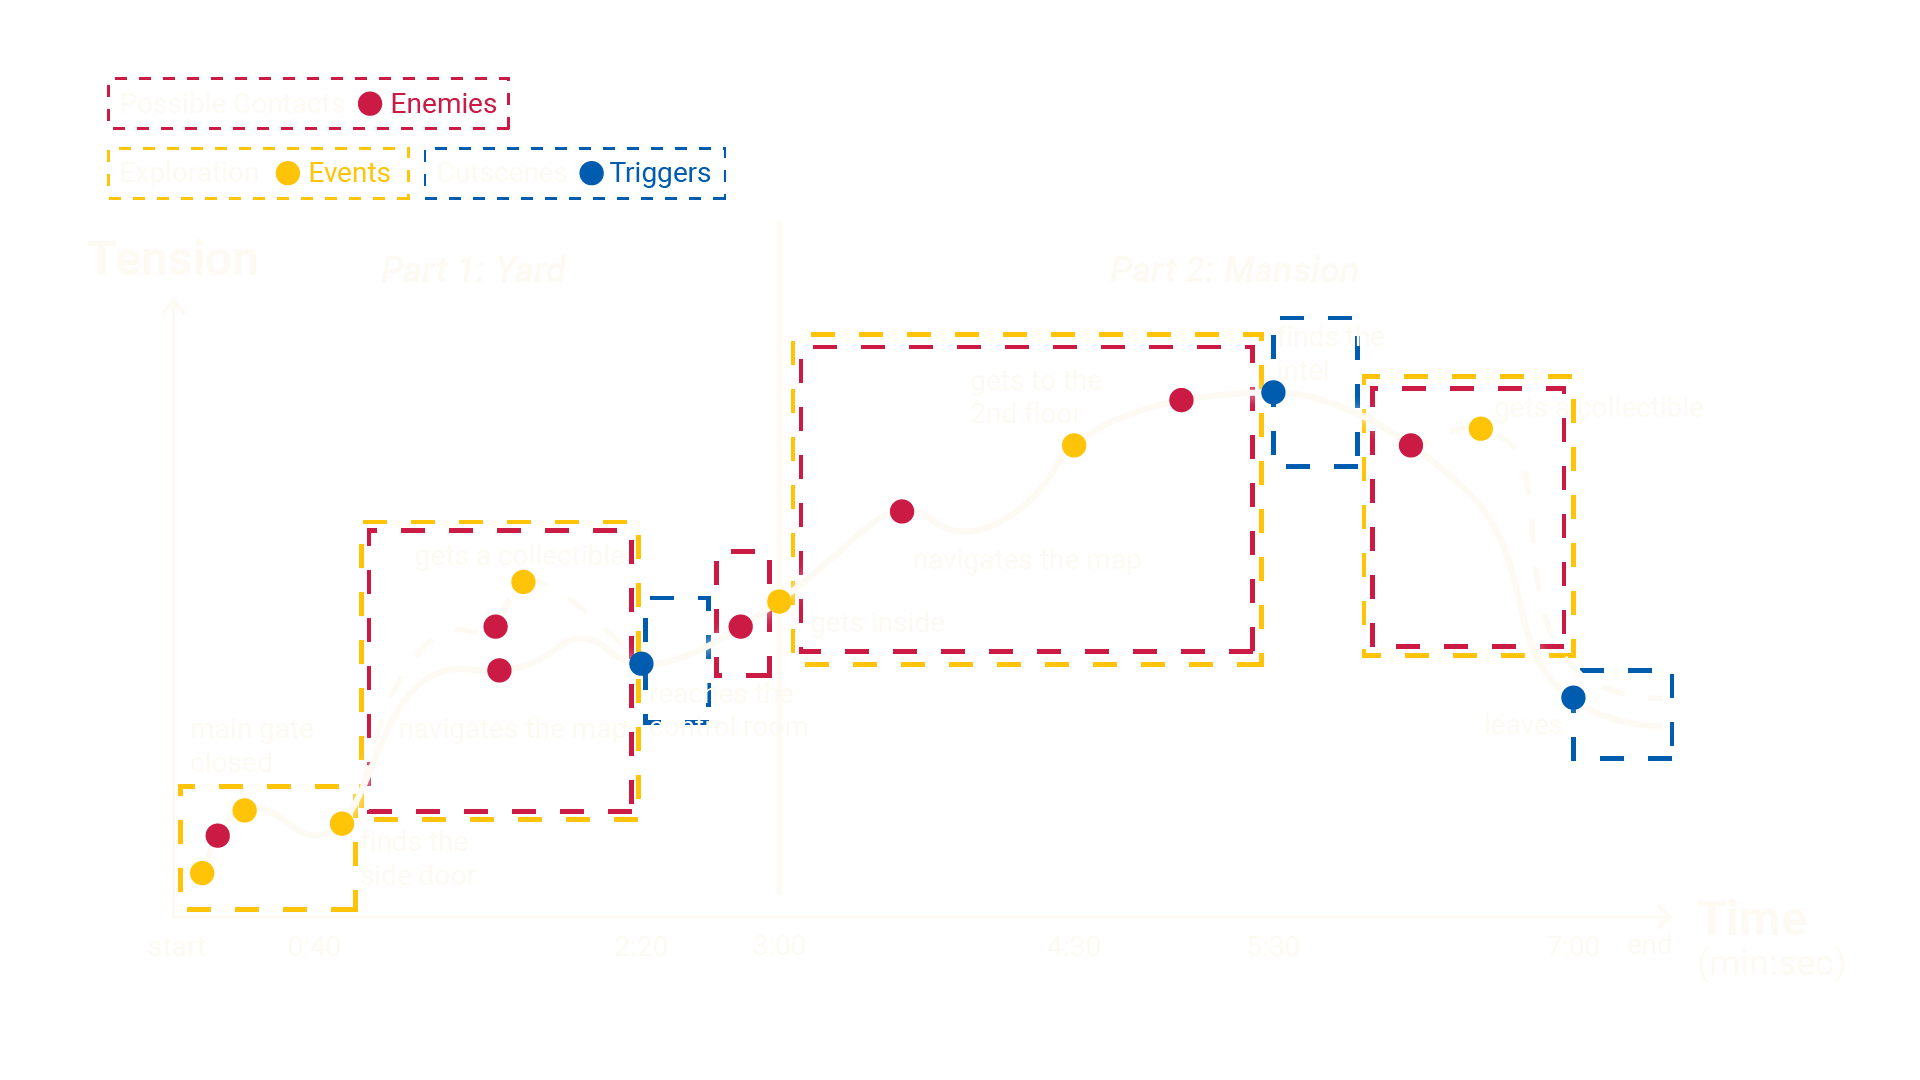 Possible Contacts Enemies
Exploration Events
Cutscenes Triggers
Tension
Part 1: Yard
Part 2: Mansion
finds the
intel
gets to the
2nd floor
gets a collectible
gets a collectible
navigates the map
gets inside
reaches the
control room
main gate
closed
navigates the map
leaves
finds the
side door
Time
(min:sec)
start 0:40 2:20 3:00 4:30 5:30 7:00 end